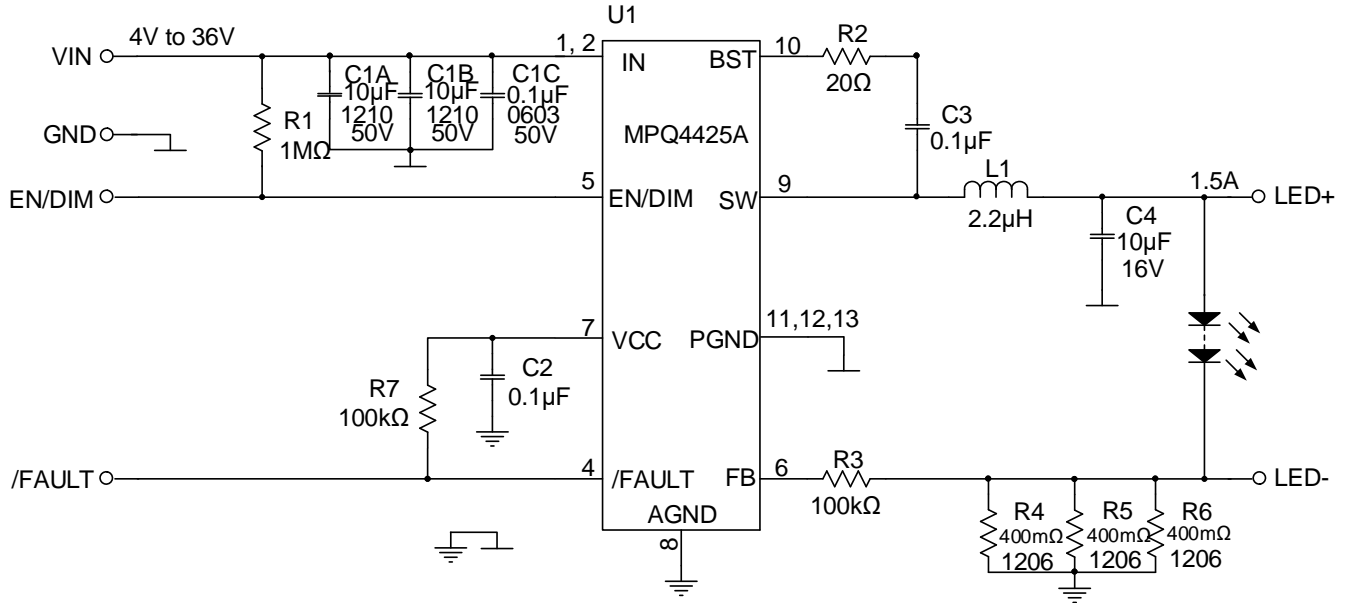 U1
VIN
4V to 36V
1, 2
IN
BST
10
R2
20Ω
C1A
10µF
1210
50V
C1B
10µF
1210
50V
C1C
0.1µF
0603
50V
R1
1MΩ
GND
MPQ4425A
C3
0.1µF
EN/DIM
5
EN/DIM
SW
9
L1
2.2µH
1.5A
LED+
C4
10µF
16V
7
VCC
PGND
11,12,13
C2
0.1µF
R7
100kΩ
/FAULT
4
/FAULT
FB
6
R3
100kΩ
LED-
AGND
8
R4
400mΩ
1206
R5
400mΩ
1206
R6
400mΩ
1206